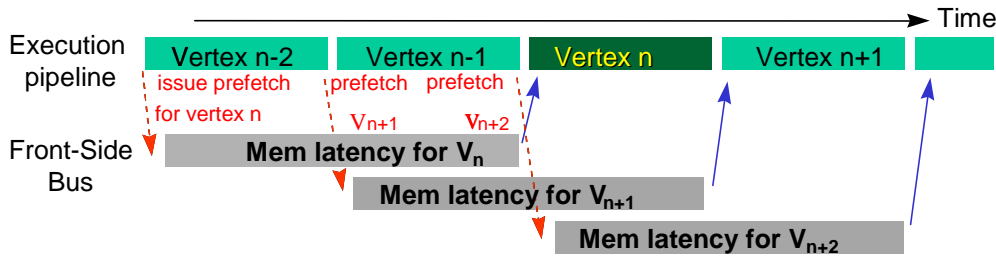 Time
Execution pipeline
Vertex n-2
Vertex n-1
Vertex n
Vertex n+1
issue prefetch
for vertex n
prefetch
Vn+1
prefetch
Vn+2
Front-Side
Bus
Mem latency for Vn
Mem latency for Vn+1
Mem latency for Vn+2